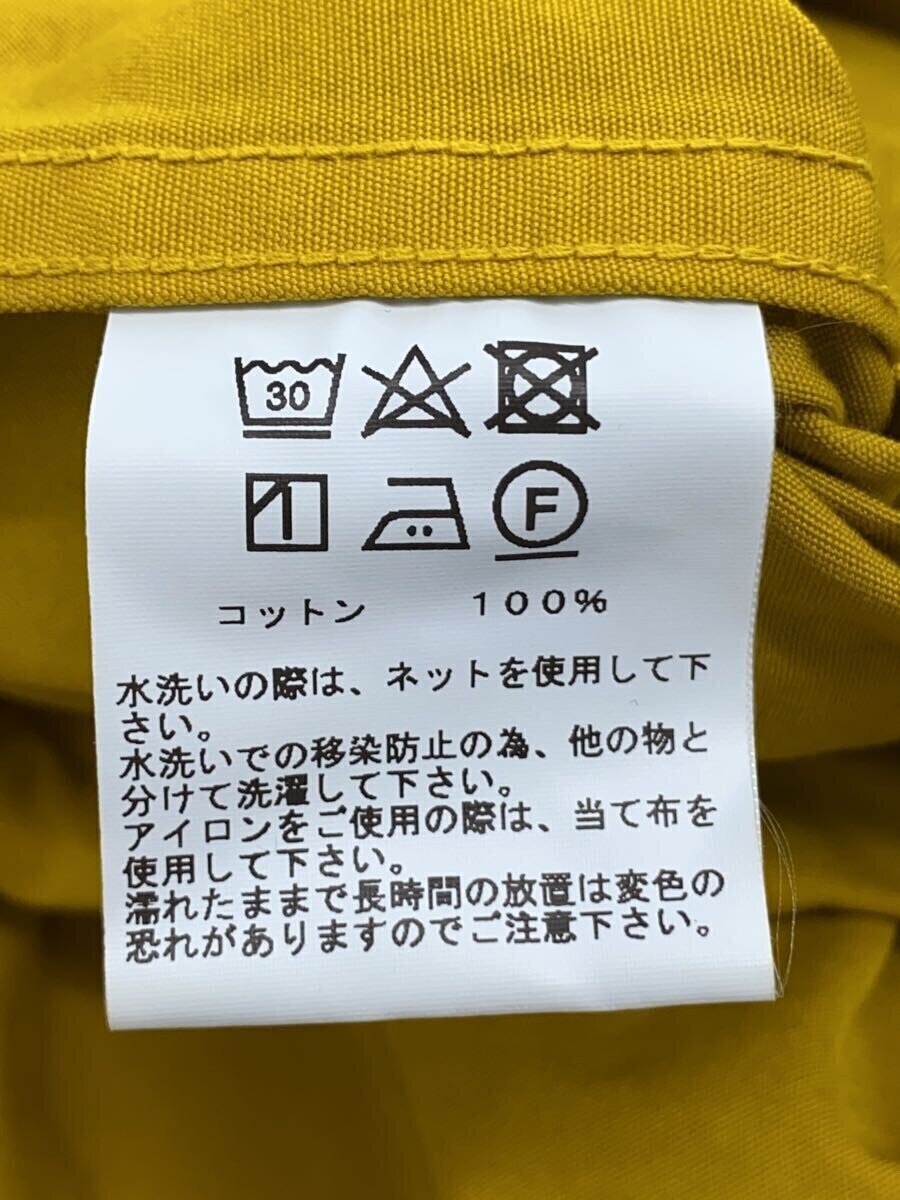 30
F
コットン 100%
水洗いの際は、ネットを使用して下
さい。
水洗いでの移染防止の為、他の物と
分けて洗濯して下さい。
アイロンをご使用の際は、当て布を
使用して下さい。
濡れたままで長時間の放置は変色の
恐れがありますのでご注意下さい。